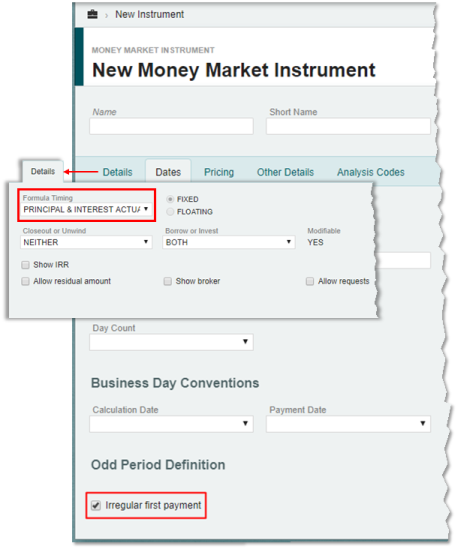 › New Instrument
MONEY MARKET INSTRUMENT
New Money Market Instrument
Name Short Name
Details Details Dates Pricing Other Details Analysis Codes
Formula Timing
PRINCIPAL & INTEREST ACTUA
FIXED
FLOATING
Closeout or Unwind Borrow or Invest Modifiable
NEITHER BOTH YES
Show IRR
Allow residual amount Show broker Allow requests
Day Count
Business Day Conventions
Calculation Date Payment Date
Odd Period Definition
Irregular first payment